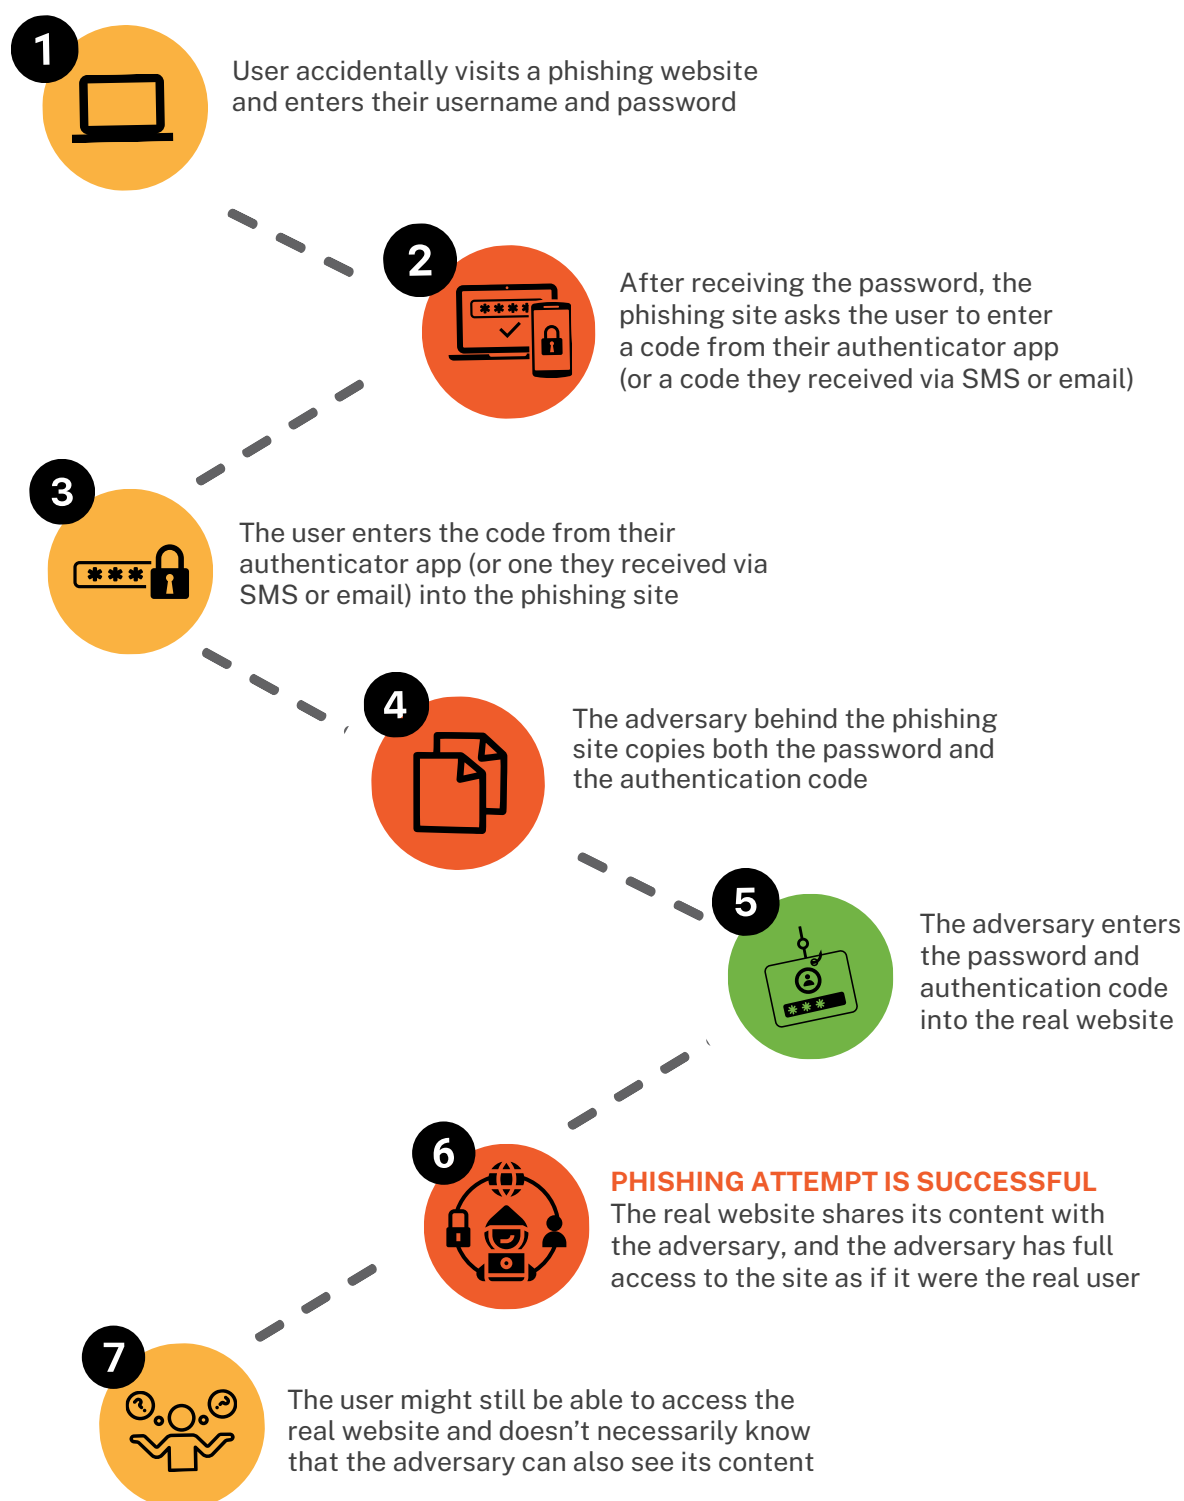 1
User accidentally visits a phishing website
and enters their username and password
2
After receiving the password, the
phishing site asks the user to enter
a code from their authenticator app
(or a code they received via SMS or email)
3
The user enters the code from their
authenticator app (or one they received via
SMS or email) into the phishing site
4
The adversary behind the phishing
site copies both the password and
the authentication code
5
The adversary enters
the password and
authentication code
into the real website
6
PHISHING ATTEMPT IS SUCCESSFUL
The real website shares its content with
the adversary, and the adversary has full
access to the site as if it were the real user
7
The user might still be able to access the
real website and doesn’t necessarily know
that the adversary can also see its content